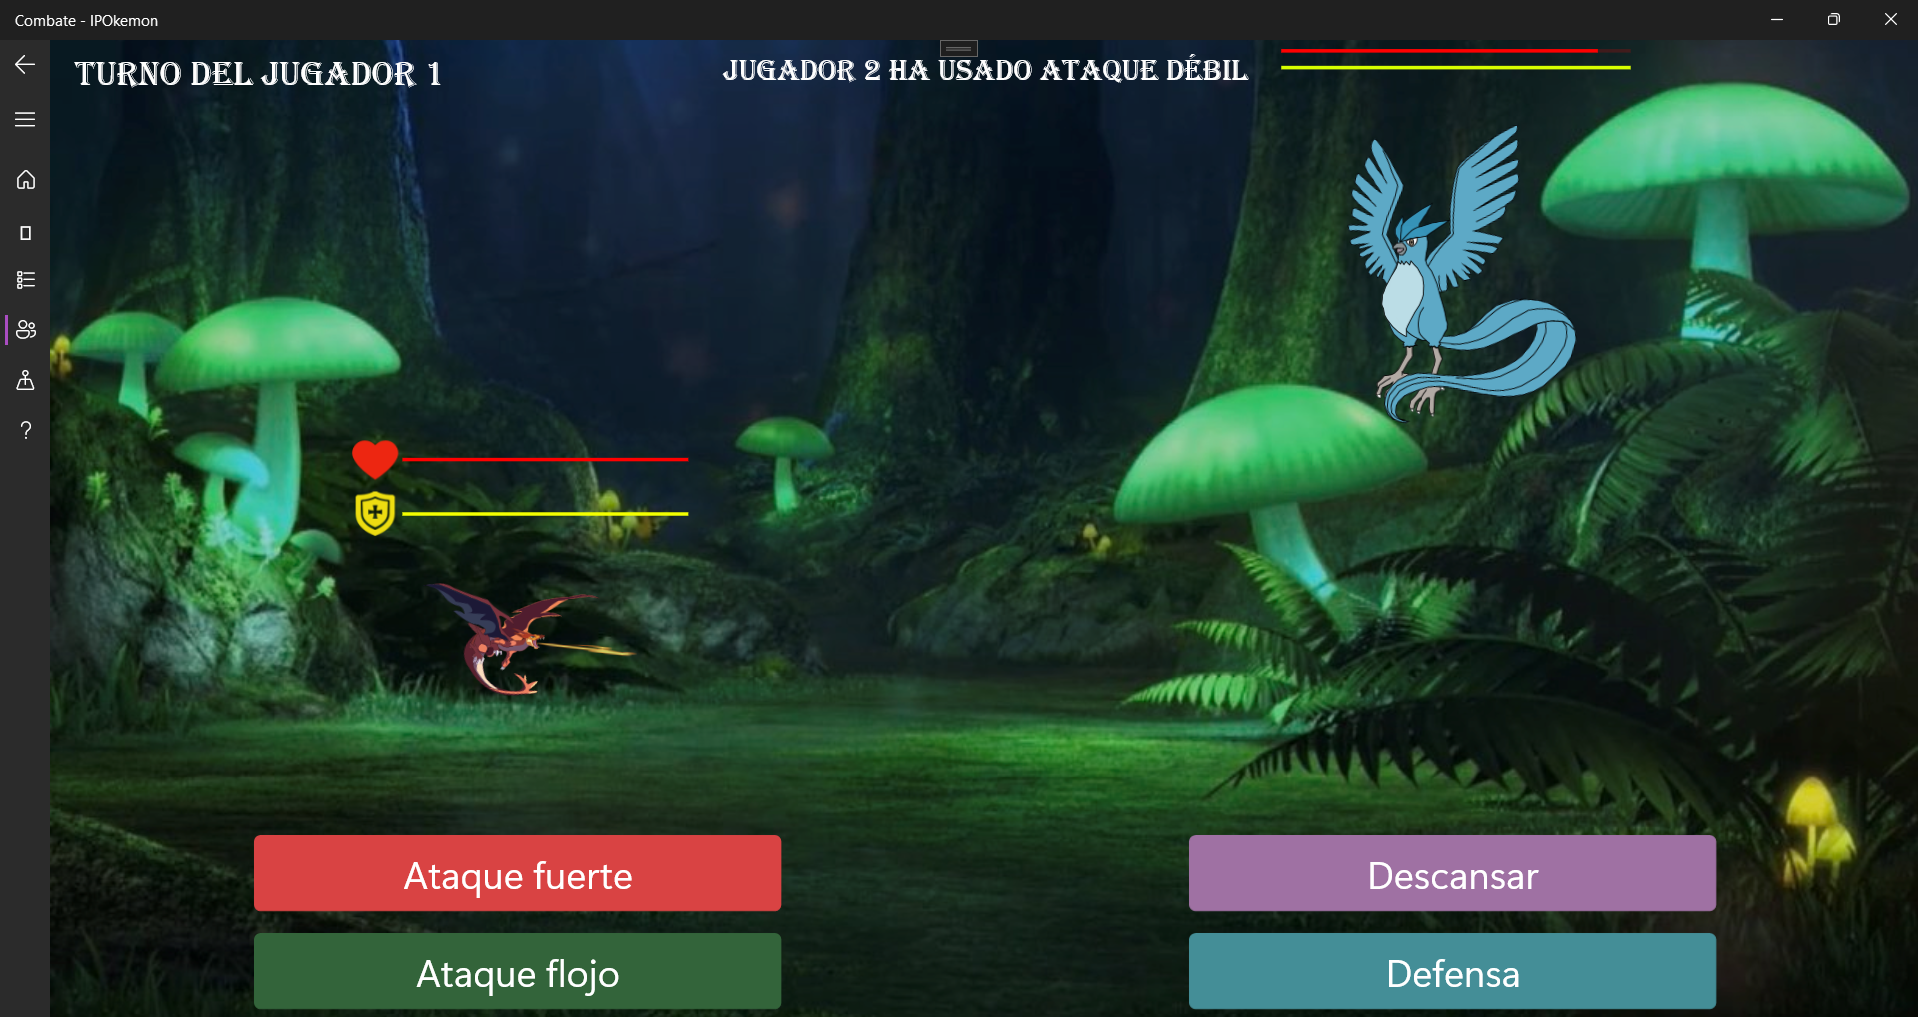 Combate - IPOkemon
TURNO DEL JUGADOR 1
JUGADOR 2 HA USADO ATAQUE DÉBIL
Ataque fuerte
Descansar
Ataque flojo
Defensa